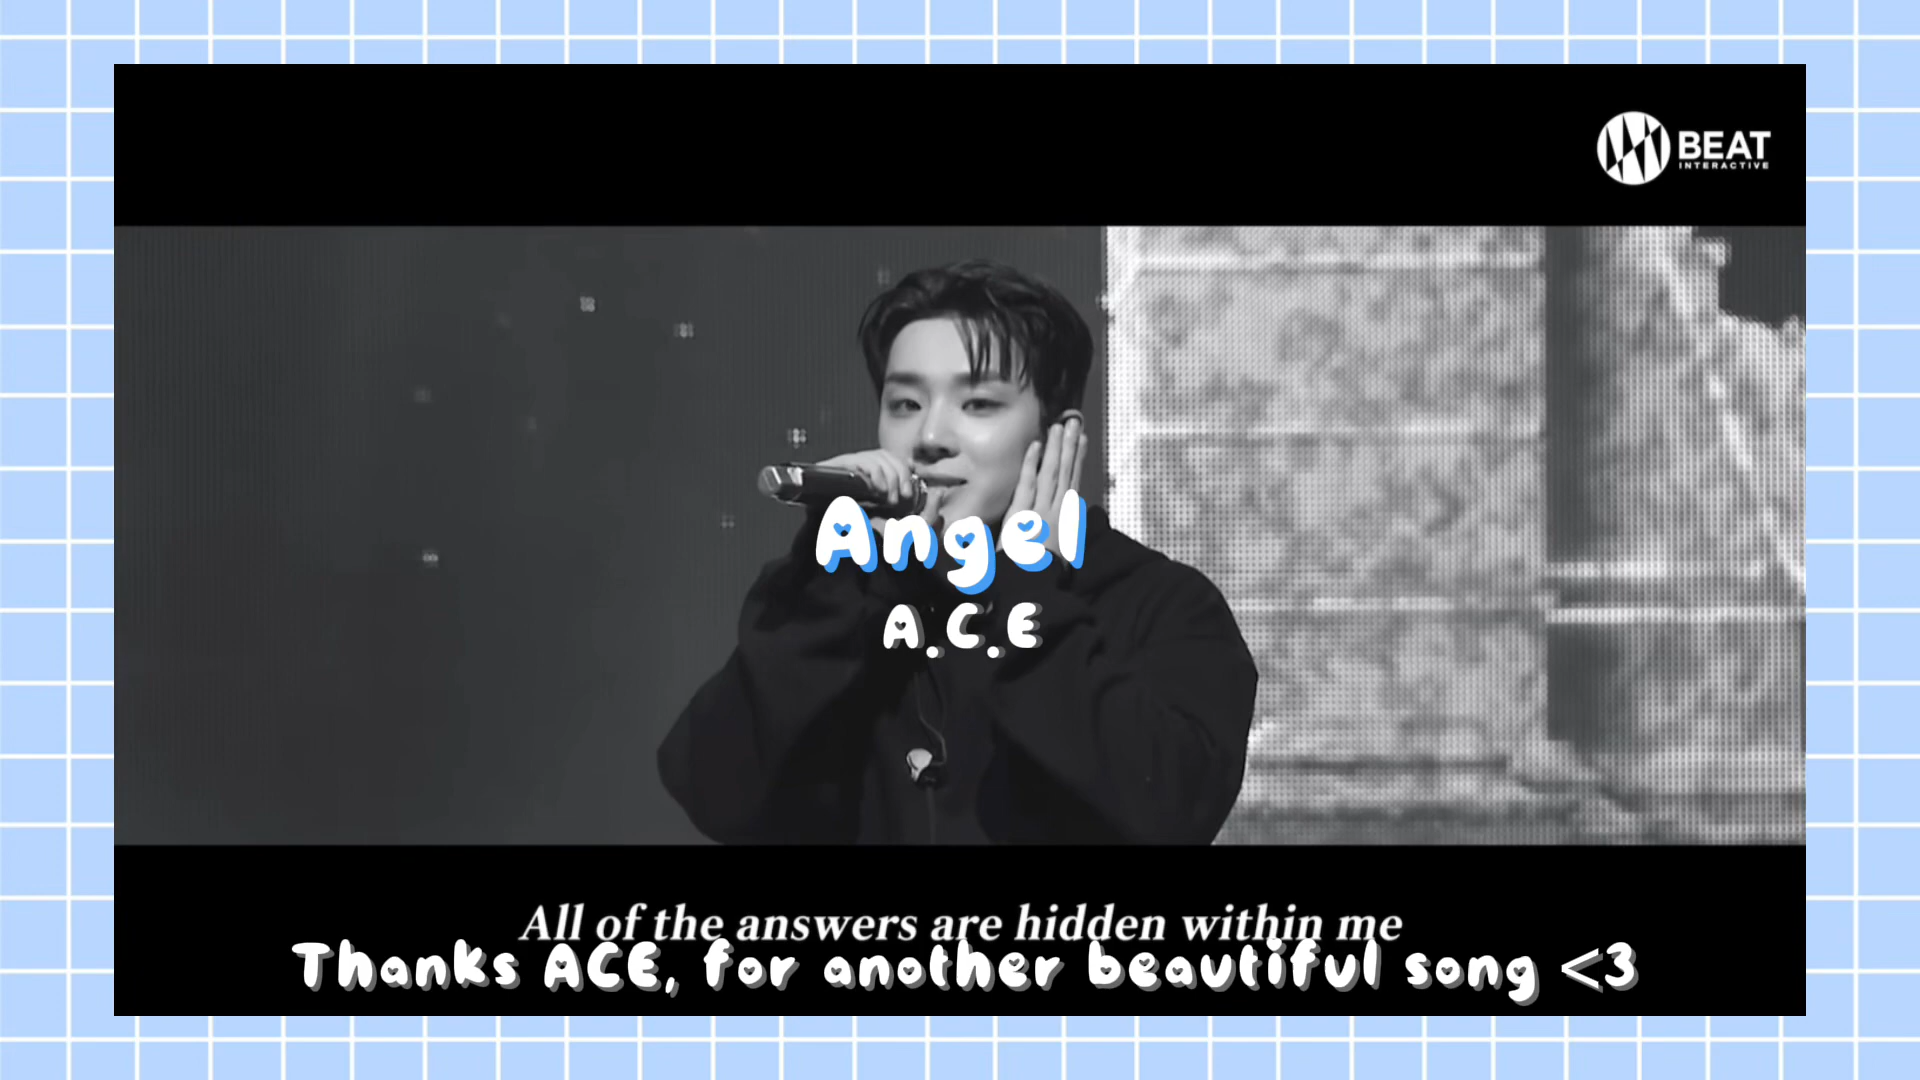 BEAT
INTERACTIVE
Angel
A.C.E
All of the answers are hidden within me
Thanks ACE, for another beautiful song <3